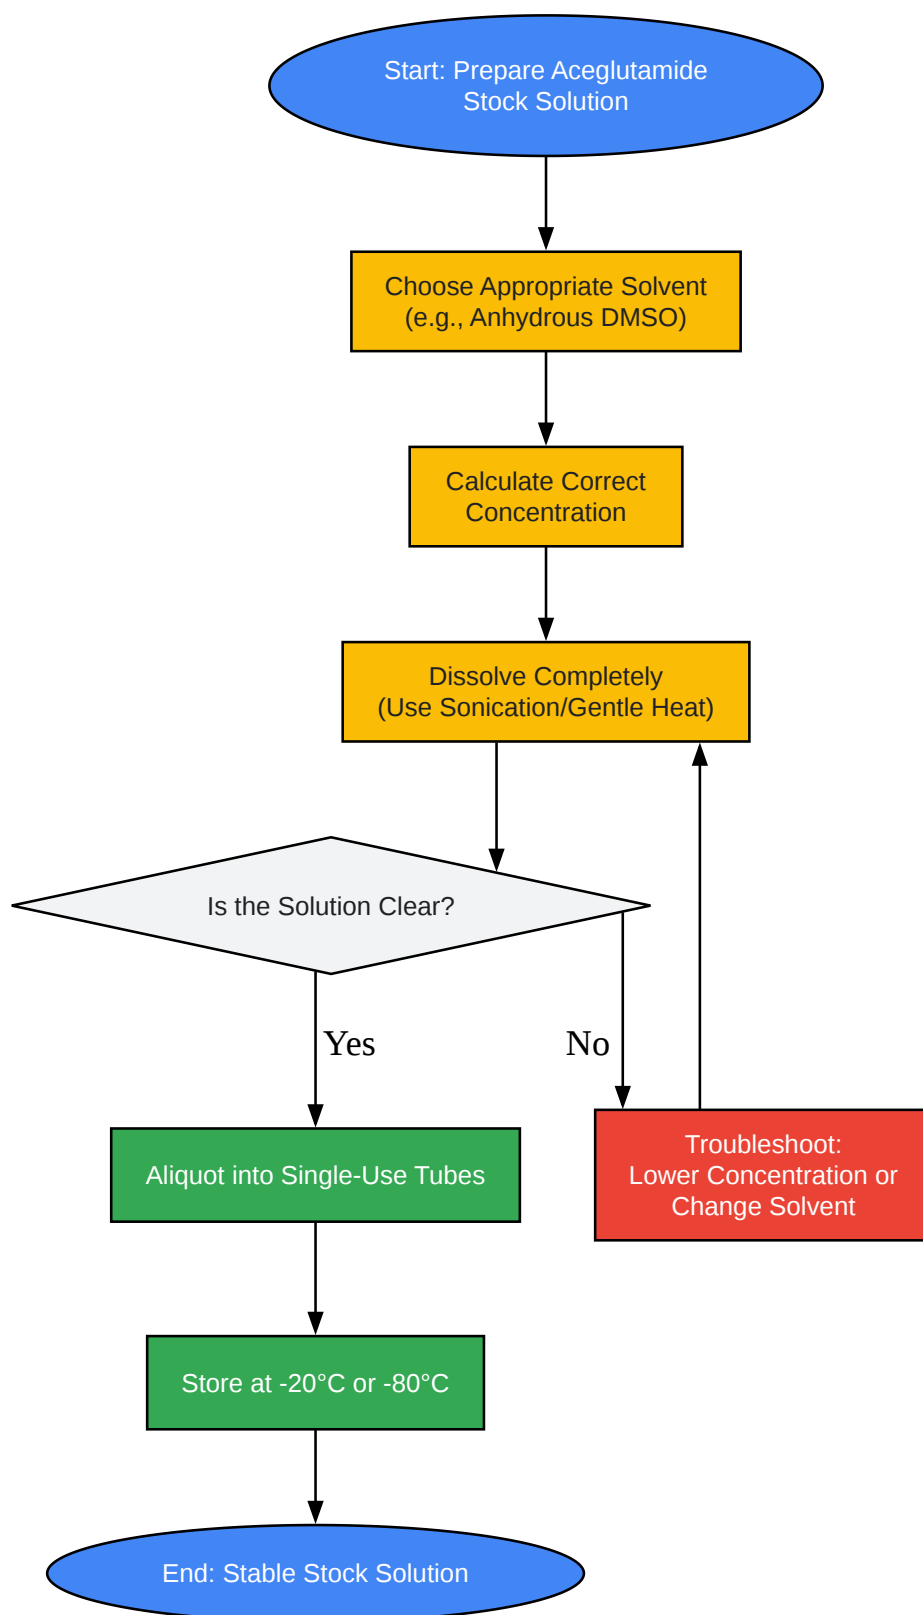 Start: Prepare Aceglutamide
Stock Solution
Choose Appropriate Solvent
(e.g., Anhydrous DMSO)
Calculate Correct
Concentration
Dissolve Completely
(Use Sonication/Gentle Heat)
Is the Solution Clear?
Yes
No
Troubleshoot:
Lower Concentration or
Change Solvent
Aliquot into Single-Use Tubes
Store at -20°C or -80°C
End: Stable Stock Solution